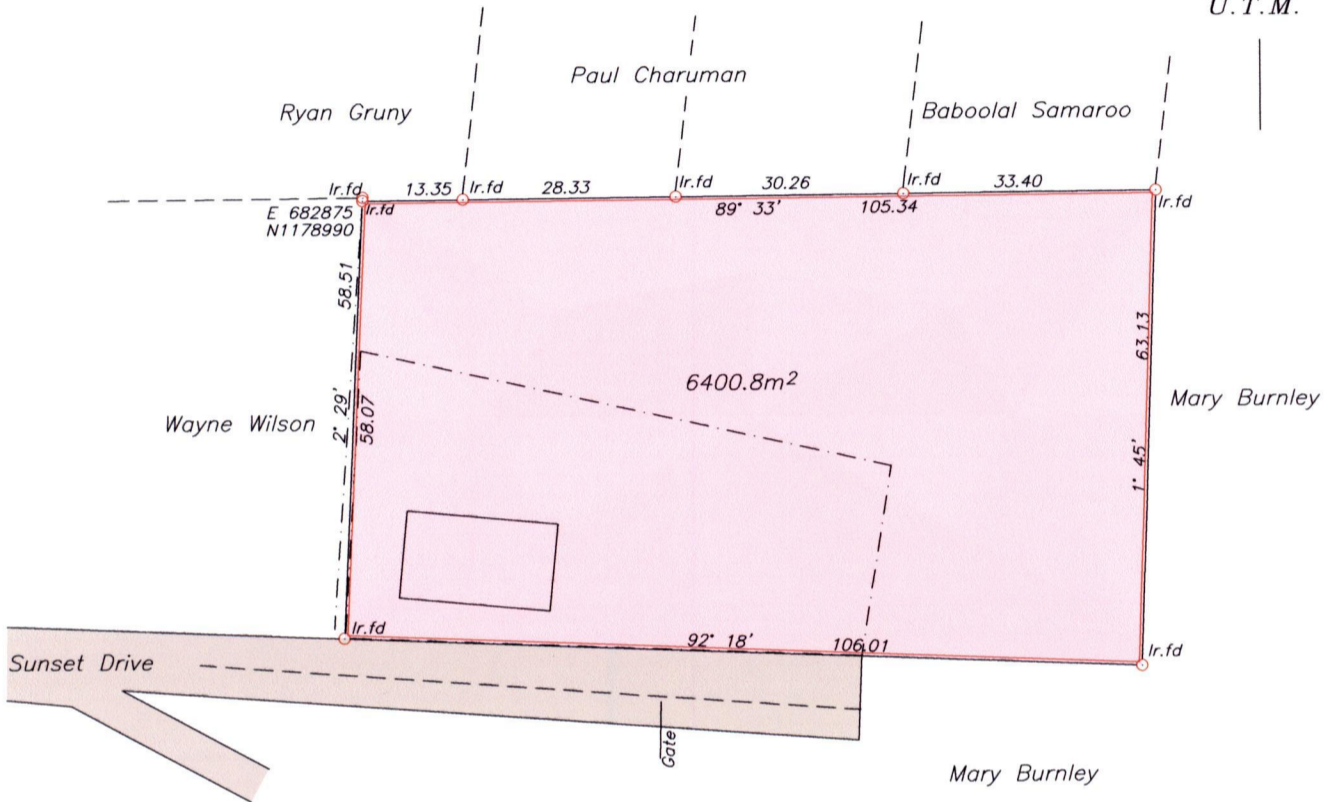 U.T.M.
Paul Charuman
Ryan Gruny
Baboolal Samaroo
Ir.fd 13.35 Ir.fd 28.33 Ir.fd 30.26 Ir.fd 33.40
E 682875 Ir.fd 89° 33' 105.34 Ir.fd
N1178990
58.51
63.13
6400.8m²
Mary Burnley
Wayne Wilson
2° 29'
58.07
1° 45'
Ir.fd
92° 18' 106.01 Ir.fd
Sunset Drive
Gate
Mary Burnley